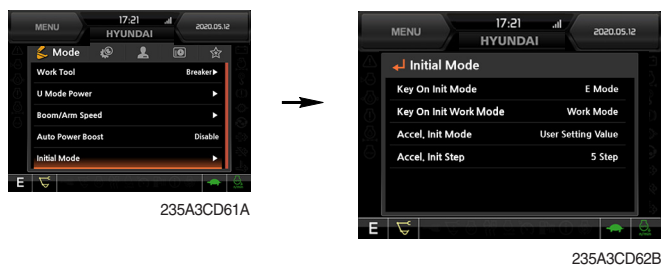 MENU
17:21
HYUNDAI
2020.05.12
Mode
Work Tool Breaker▶
U Mode Power ▶
Boom/Arm Speed ▶
Auto Power Boost Disable
Initial Mode ▶
E
235A3CD61A
MENU
17:21
HYUNDAI
2020.05.12
Initial Mode
Key On Init Mode E Mode
Key On Init Work Mode Work Mode
Accel. Init Mode User Setting Value
Accel. Init Step 5 Step
E
235A3CD62B